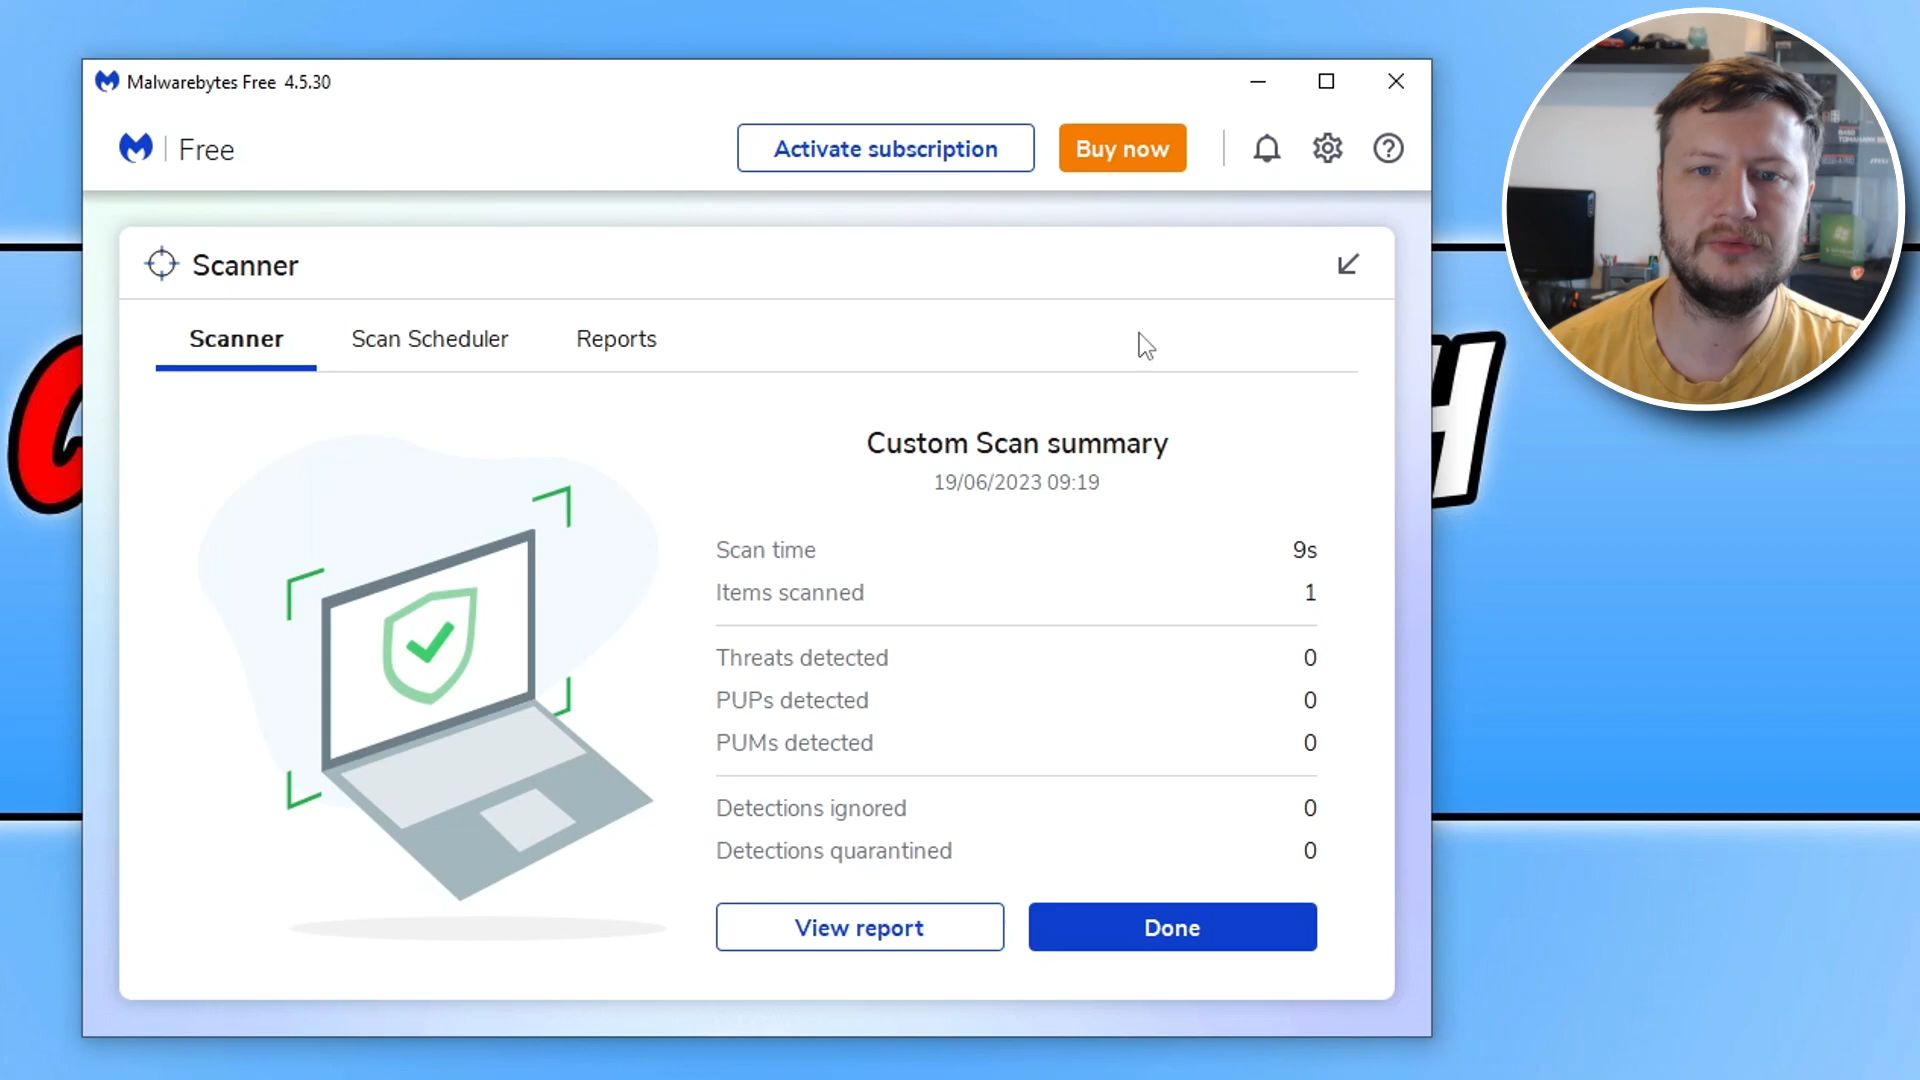 Malwarebytes Free 4.5.30
Free
Activate subscription
Buy now
Scanner
Scanner
Scan Scheduler
Reports
Custom Scan summary
19/06/2023 09:19
Scan time 9s
Items scanned 1
Threats detected 0
PUPs detected 0
PUMs detected 0
Detections ignored 0
Detections quarantined 0
View report
Done
H